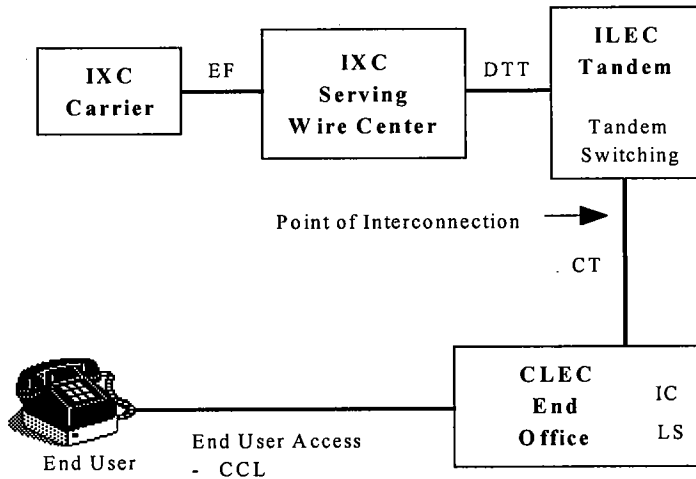 IXC
Carrier
EF
IXC
Serving
Wire Center
DTT
ILEC
Tandem
Tandem
Switching
Point of Interconnection
CT
CLEC
End
Office
IC
LS
End User
End User Access
- CCL